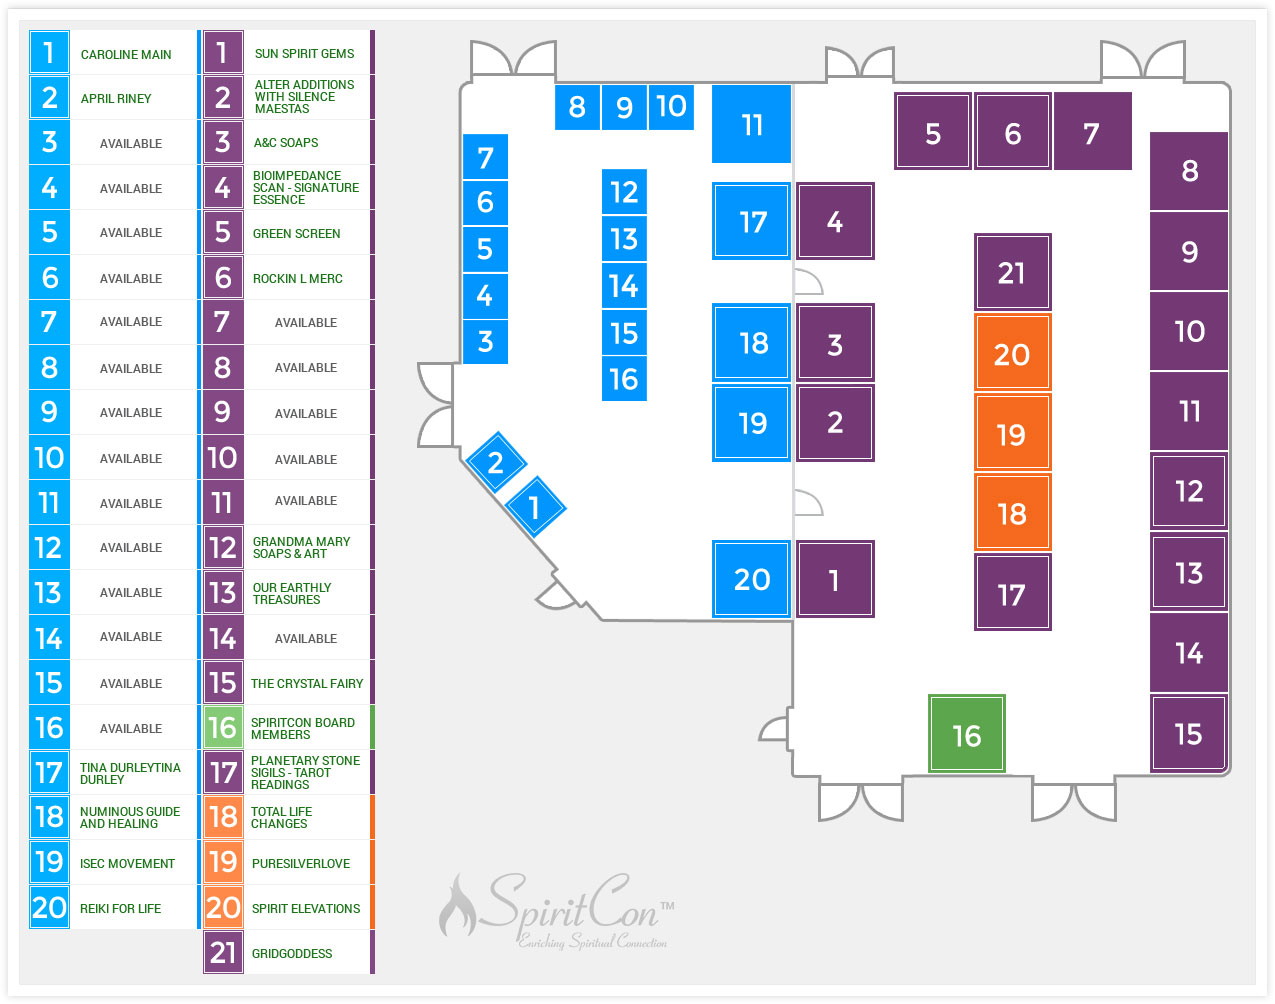 1 CAROLINE MAIN
2 APRIL RINEY
3 AVAILABLE
4 AVAILABLE
5 AVAILABLE
6 AVAILABLE
7 AVAILABLE
8 AVAILABLE
9 AVAILABLE
10 AVAILABLE
11 AVAILABLE
12 AVAILABLE
13 AVAILABLE
14 AVAILABLE
15 AVAILABLE
16 AVAILABLE
17 TINA DURLEYTINA
DURLEY
18 NUMINOUS GUIDE
AND HEALING
19 ISEC MOVEMENT
20 REIKI FOR LIFE
1 SUN SPIRIT GEMS
2 ALTER ADDITIONS
WITH SILENCE
MAESTAS
3 A&C SOAPS
4 BIOIMPEDANCE
SCAN - SIGNATURE
ESSENCE
5 GREEN SCREEN
6 ROCKIN L MERC
7 AVAILABLE
8 AVAILABLE
9 AVAILABLE
10 AVAILABLE
11 AVAILABLE
12 GRANDMA MARY
SOAPS & ART
13 OUR EARTHLY
TREASURES
14 AVAILABLE
15 THE CRYSTAL FAIRY
16 SPIRITCON BOARD
MEMBERS
17 PLANETARY STONE
SIGILS - TAROT
READINGS
18 TOTAL LIFE
CHANGES
19 PURESILVERLOVE
20 SPIRIT ELEVATIONS
21 GRIDGODDESS
8 9 10
11
7
6
5
4
3
12
13
14
15
16
17
18
19
2
1
20
5 6 7
8
4
9
21
10
3
20
11
2
19
12
18
13
1
17
14
16
15
SpiritCon™
Enriching Spiritual Connection